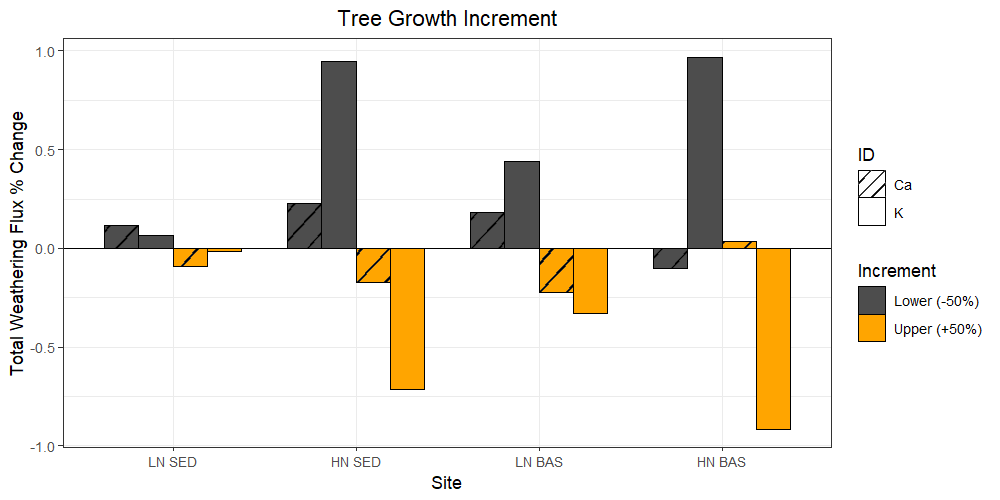 Tree Growth Increment
Total Weathering Flux % Change
1.0
0.5
0.0
-0.5
-1.0
LN SED
HN SED
LN BAS
HN BAS
Site
ID
Ca
K
Increment
Lower (-50%)
Upper (+50%)